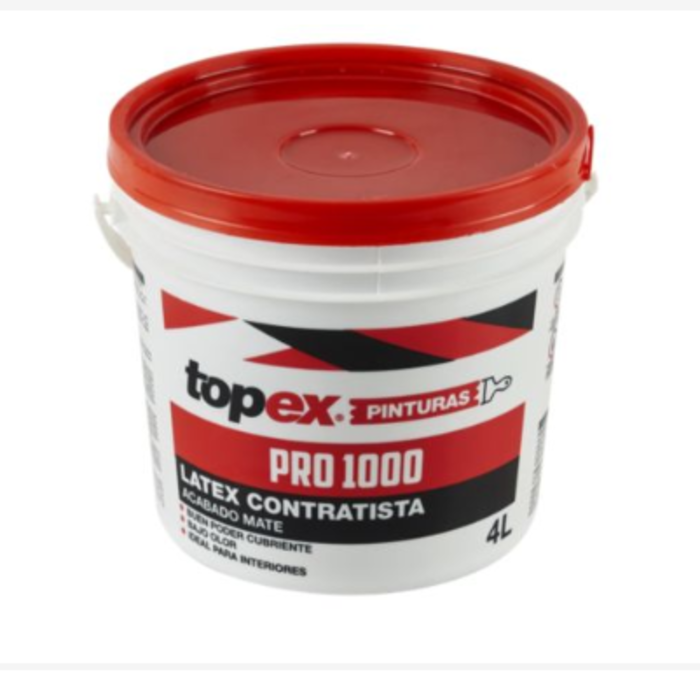 topex® PINTURAS
PRO 1000
LATEX CONTRATISTA
ACABADO MATE
BUEN PODER CUBRIENTE
BAJO OLOR
IDEAL PARA INTERIORES
4L